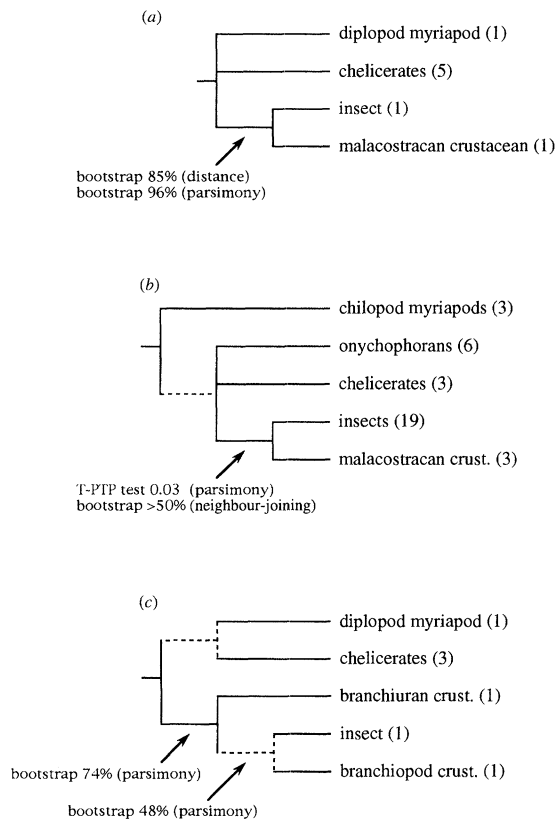 (a)
diplopod myriapod (1)
chelicerates (5)
insect (1)
malacostracan crustacean (1)
bootstrap 85% (distance)
bootstrap 96% (parsimony)
(b)
chilopod myriapods (3)
onychophorans (6)
chelicerates (3)
insects (19)
malacostracan crust. (3)
T-PTP test 0.03 (parsimony)
bootstrap >50% (neighbour-joining)
(c)
diplopod myriapod (1)
chelicerates (3)
branchiuran crust. (1)
insect (1)
branchiopod crust. (1)
bootstrap 74% (parsimony)
bootstrap 48% (parsimony)